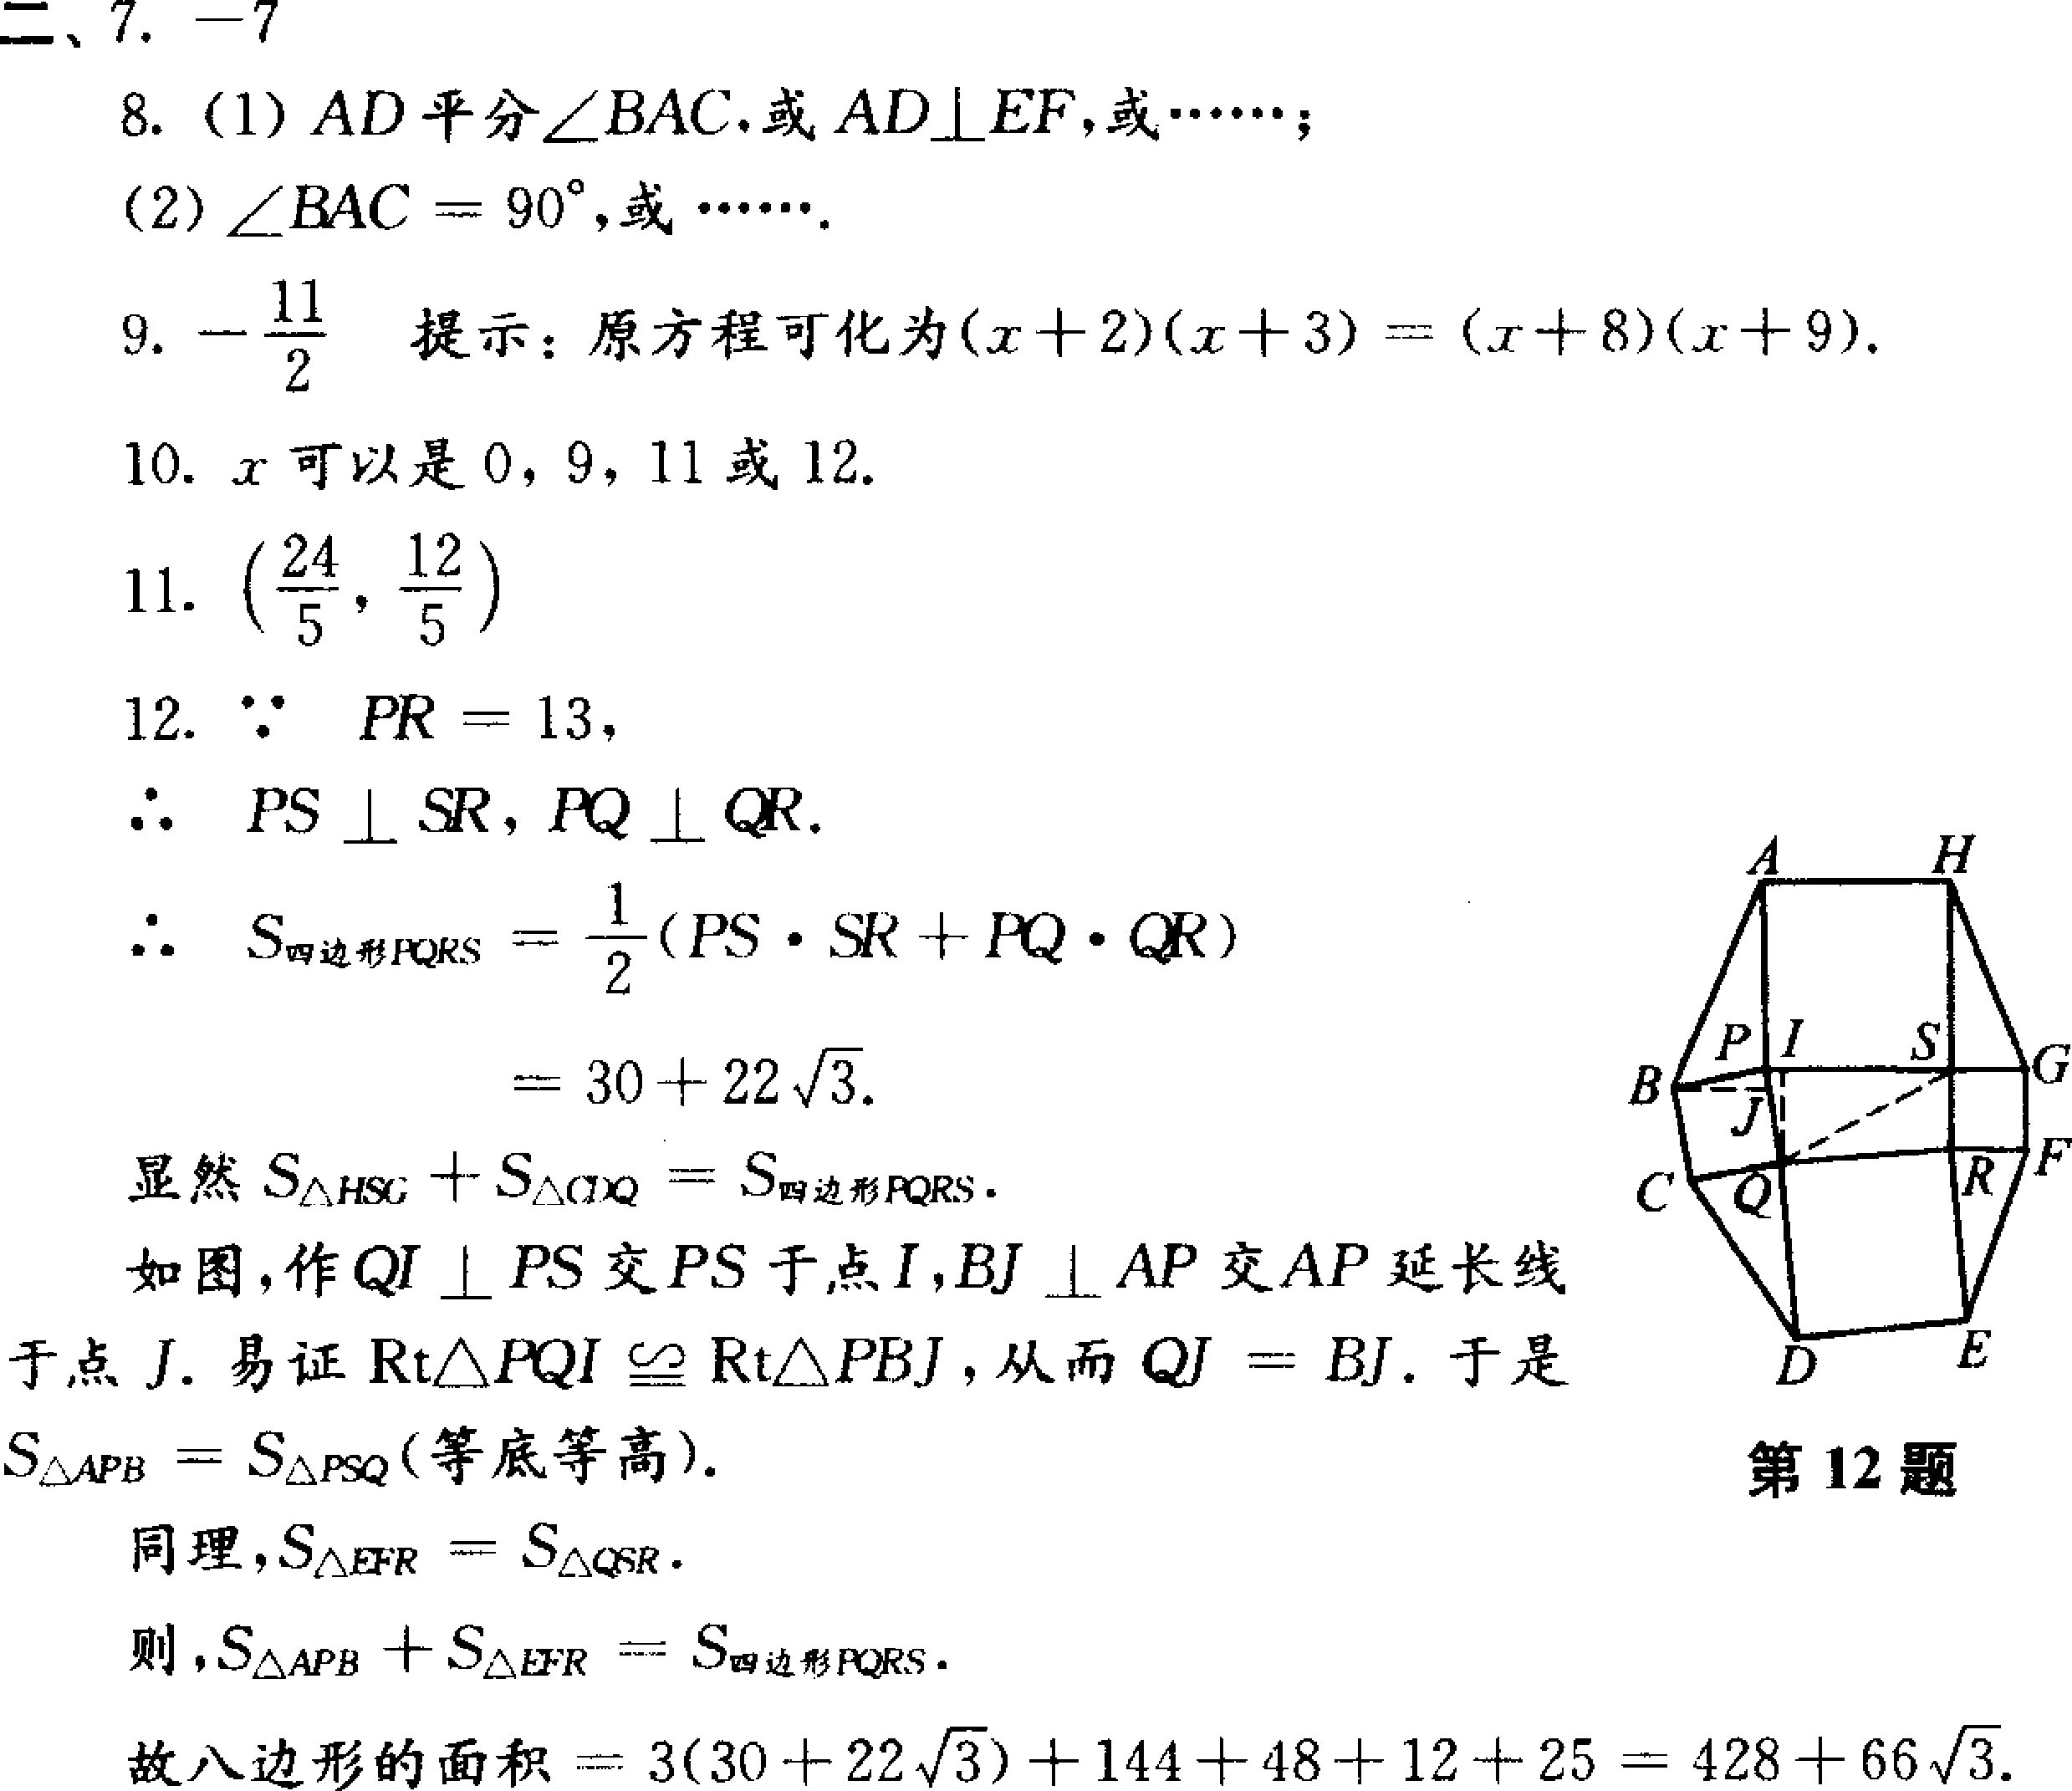 二、7. －7
8. (1) AD平分∠BAC,或 AD⊥EF,或……;
(2) ∠BAC = 90°,或 …….
9. －11/2 提示：原方程可化为(x＋2)(x＋3) = (x＋8)(x＋9).
10. x可以是0, 9, 11或12.
11. (24/5, 12/5)
12. ∵ PR = 13,
∴ PS ⊥ SR, PQ ⊥ QR.
∴ S四边形PQRS = 1/2(PS・SR＋PQ・QR)
= 30＋22√3.
显然 S△HSG＋S△CDQ = S四边形PQRS.
如图,作QI ⊥ PS交PS于点I,BJ ⊥ AP交AP延长线
于点J. 易证Rt△PQI ≌ Rt△PBJ,从而QJ = BJ. 于是
S△APB = S△PSQ(等底等高).
同理,S△EFR = S△QSR.
则,S△APB＋S△EFR = S四边形PQRS.
故八边形的面积 = 3(30＋22√3)＋144＋48＋12＋25 = 428＋66√3.
A H
P I S G
B J
C Q R F
D E
第12题